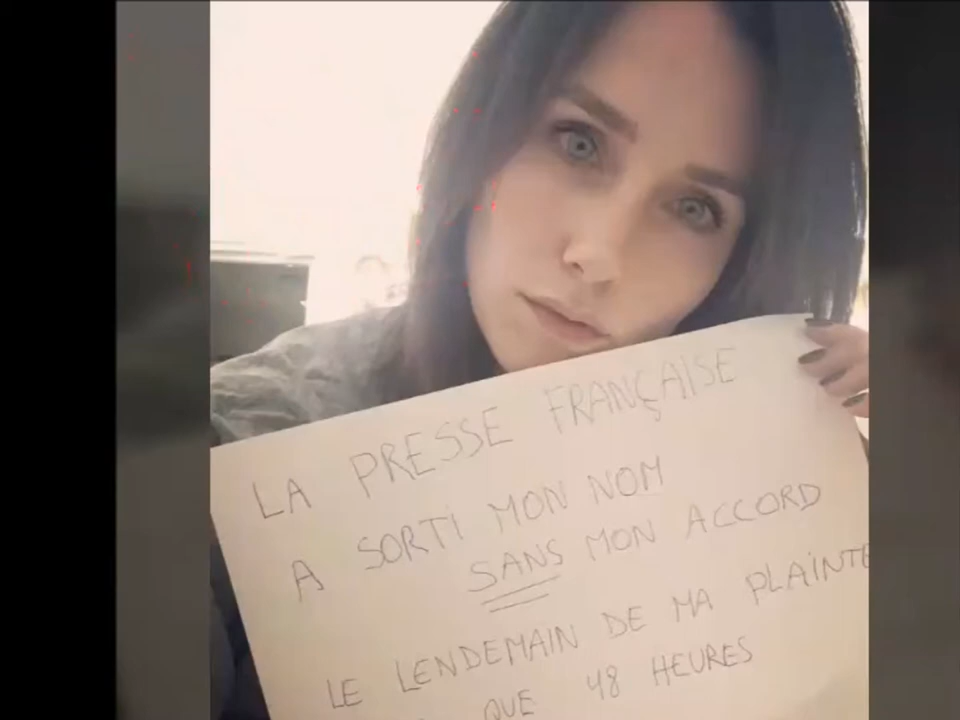 LA PRESSE FRANÇAISE
A SORTI MON NOM
SANS MON ACCORD
LE LENDEMAIN DE MA PLAINTE
QUE 48 HEURES